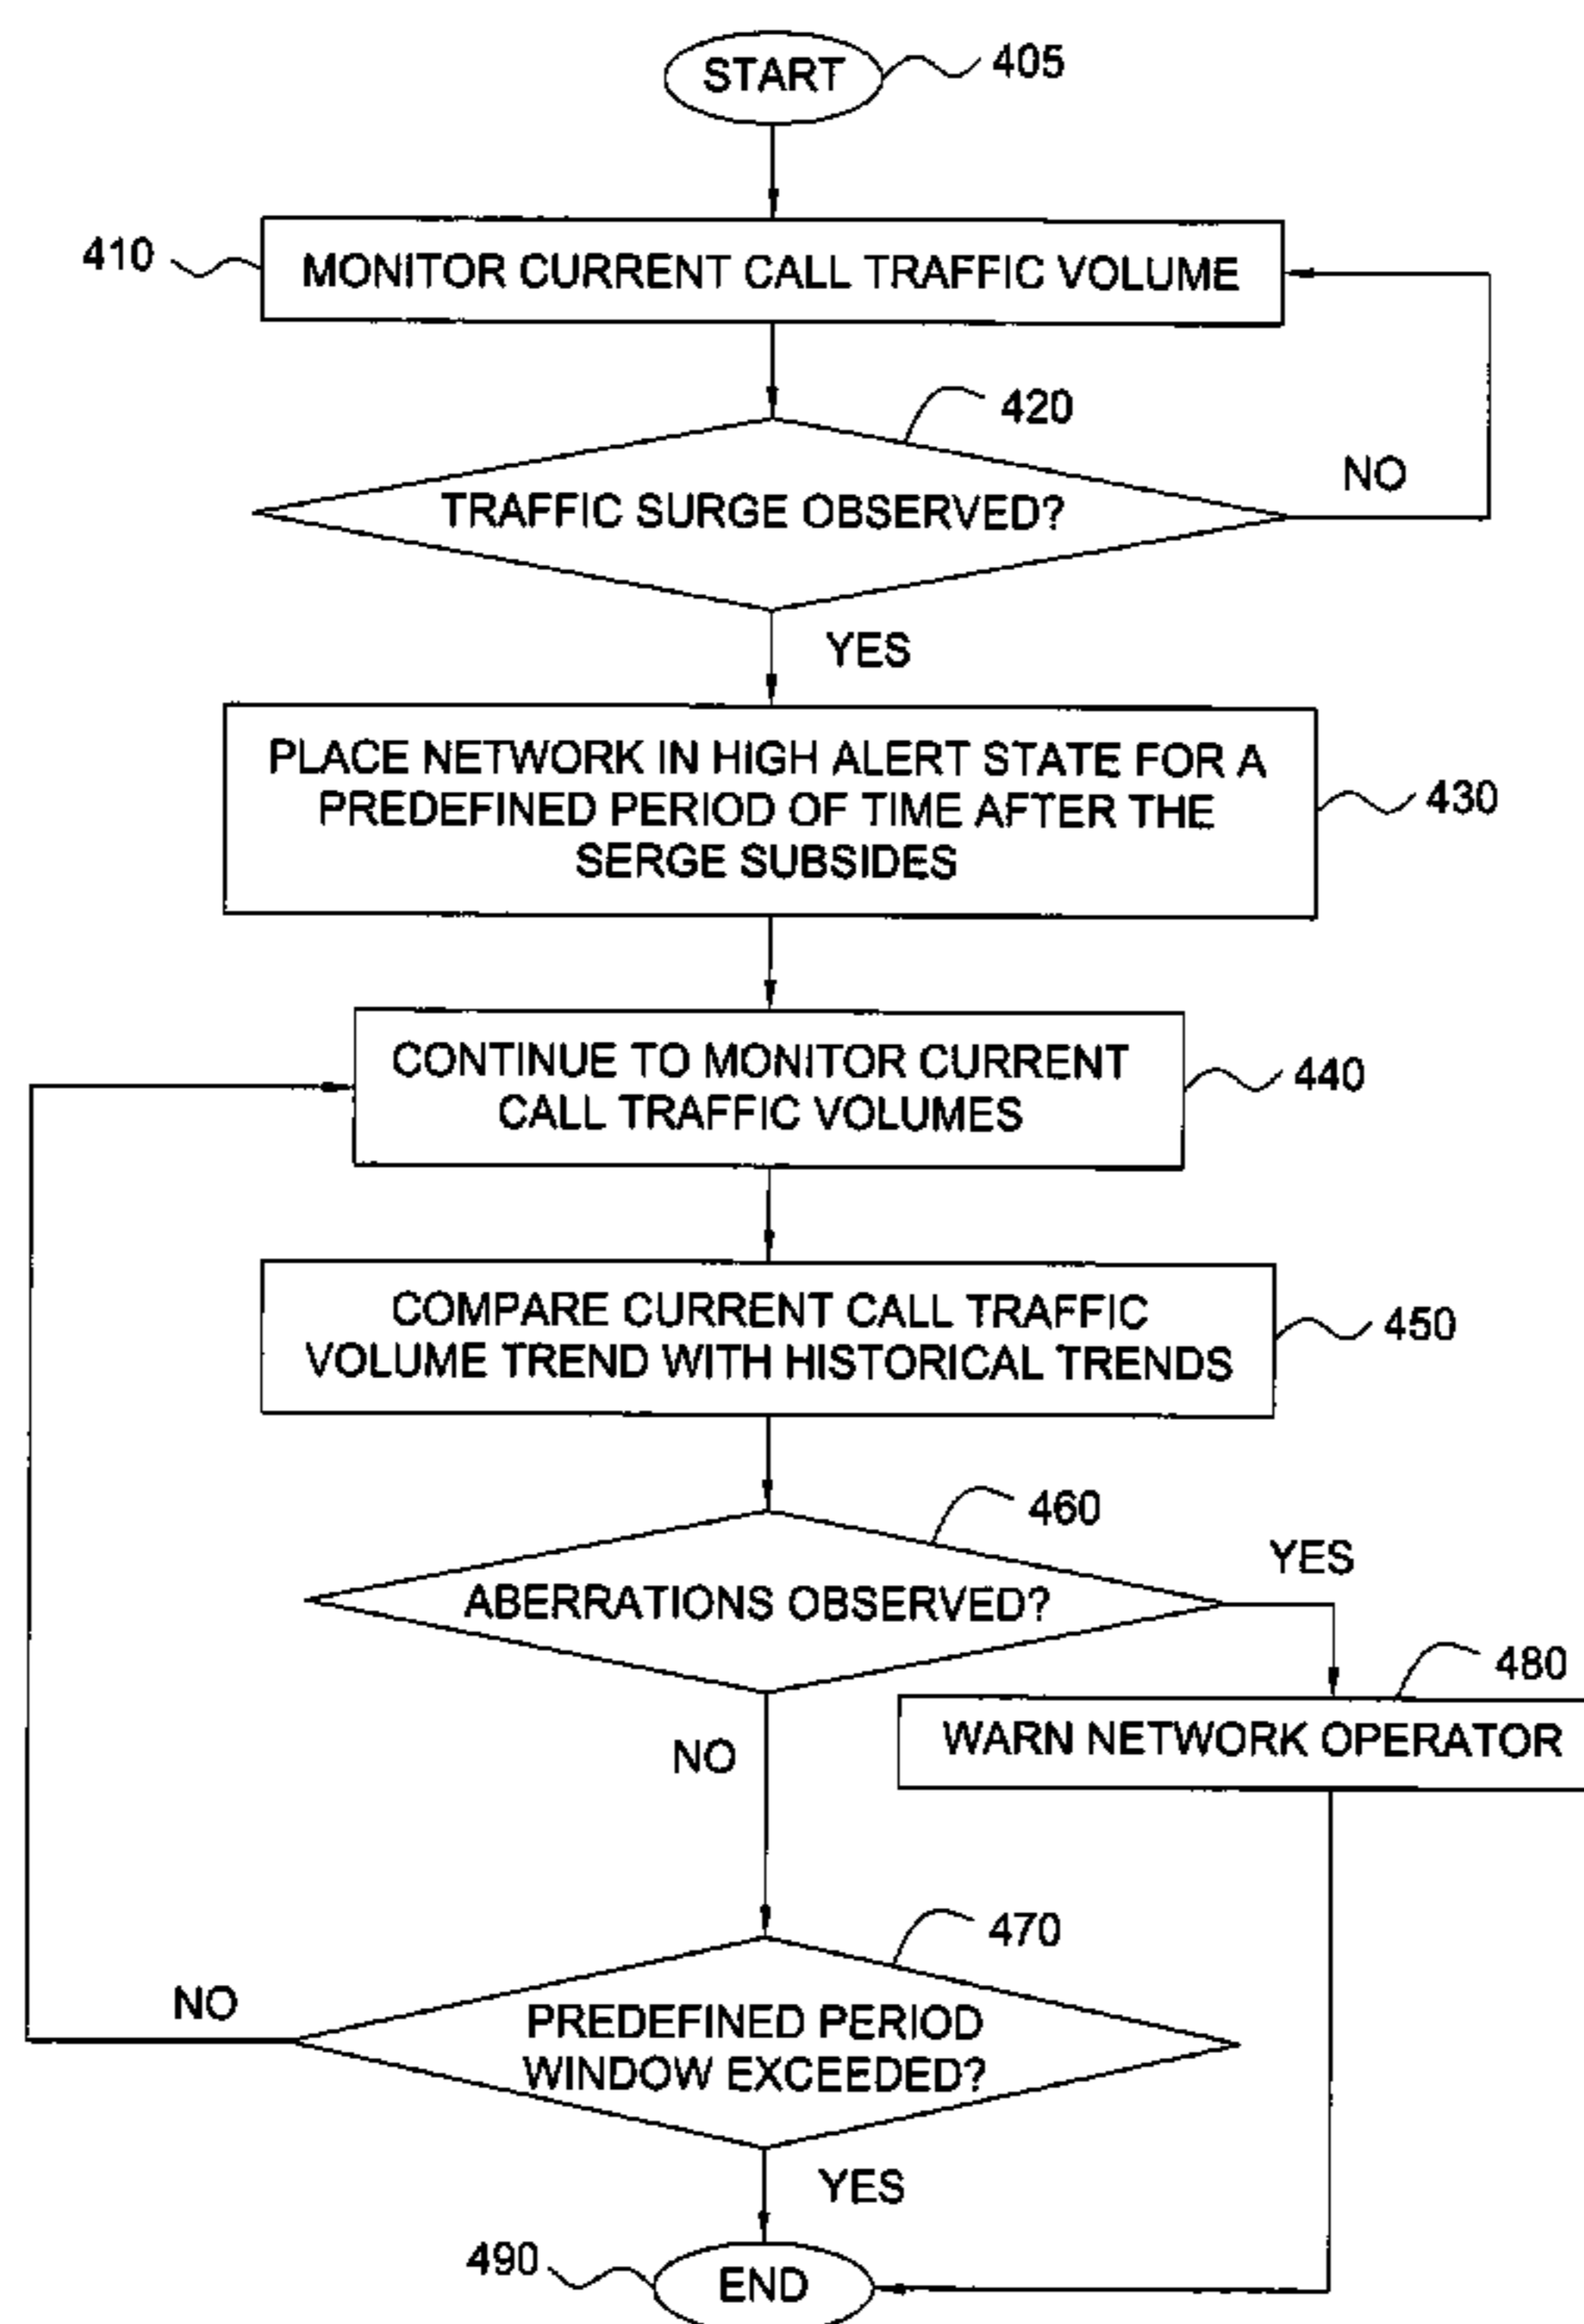 START
405
410
MONITOR CURRENT CALL TRAFFIC VOLUME
420
TRAFFIC SURGE OBSERVED?
NO
YES
PLACE NETWORK IN HIGH ALERT STATE FOR A
PREDEFINED PERIOD OF TIME AFTER THE
SERGE SUBSIDES
430
CONTINUE TO MONITOR CURRENT
CALL TRAFFIC VOLUMES
440
COMPARE CURRENT CALL TRAFFIC
VOLUME TREND WITH HISTORICAL TRENDS
450
460
ABERRATIONS OBSERVED?
YES
480
WARN NETWORK OPERATOR
NO
470
PREDEFINED PERIOD
WINDOW EXCEEDED?
NO
YES
490
END